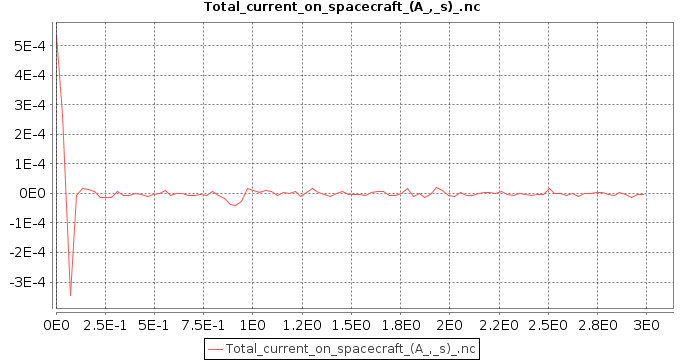 Total_current_on_spacecraft_(A_,_s)_.nc
5E-4
4E-4
3E-4
2E-4
1E-4
0E0
-1E-4
-2E-4
-3E-4
0E0 2.5E-1 5E-1 7.5E-1 1E0 1.2E0 1.5E0 1.8E0 2E0 2.2E0 2.5E0 2.8E0 3E0
Total_current_on_spacecraft_(A_,_s)_.nc